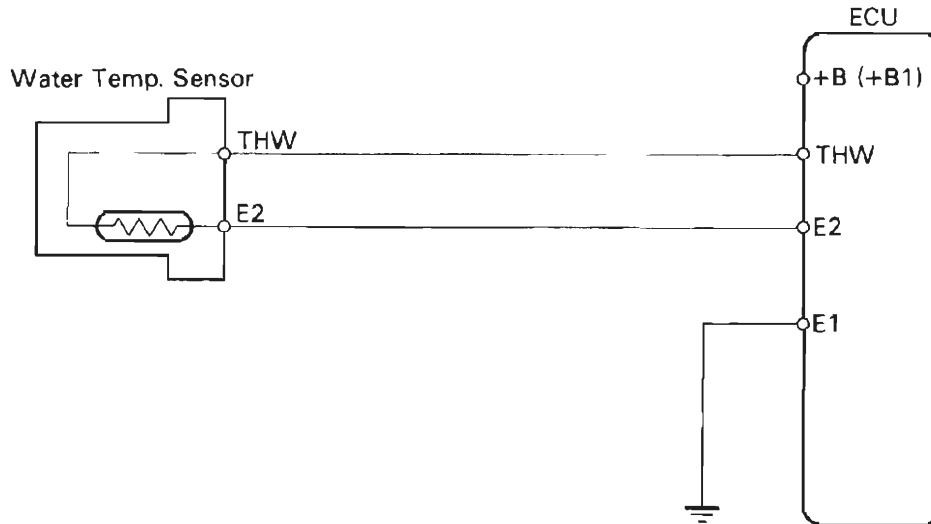 ECU
Water Temp. Sensor
+B (+B1)
THW
THW
E2
E2
E1